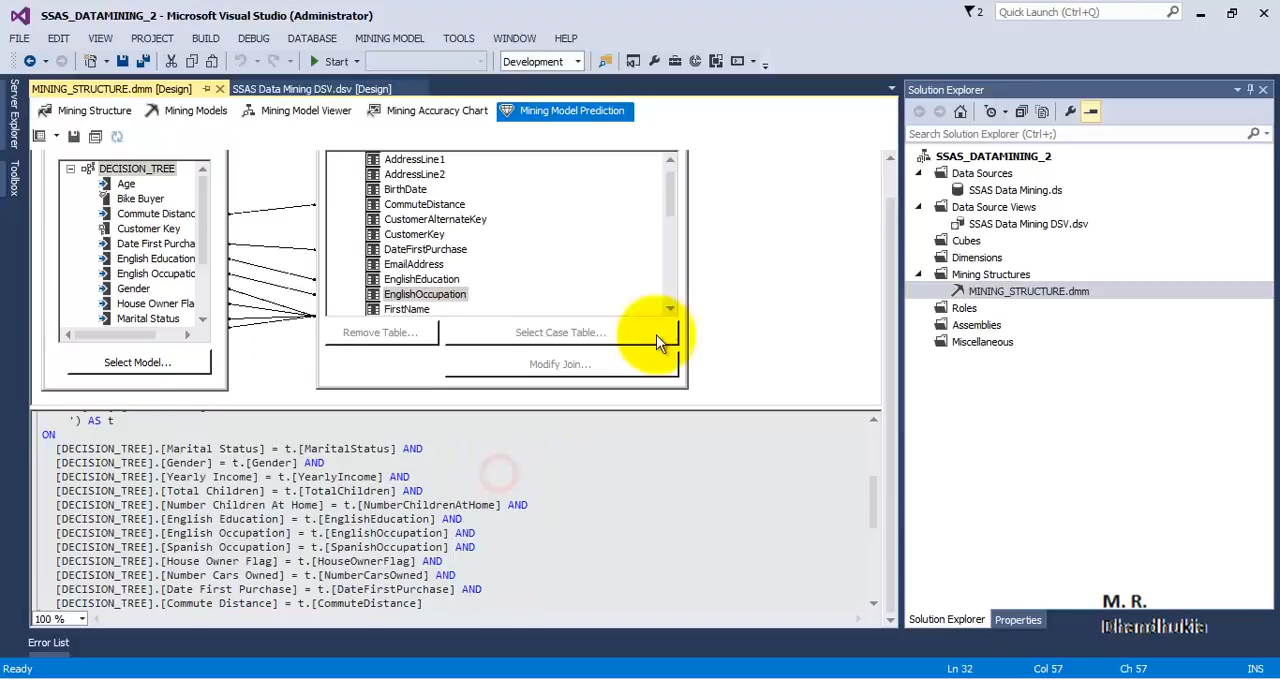 SSAS_DATAMINING_2 - Microsoft Visual Studio (Administrator)
2
Quick Launch (Ctrl+Q)
FILE EDIT VIEW PROJECT BUILD DEBUG DATABASE MINING MODEL TOOLS WINDOW HELP
Start Development
Server Explorer
Toolbox
MINING_STRUCTURE.dmm [Design] SSAS Data Mining DSV.dsv [Design]
Mining Structure Mining Models Mining Model Viewer Mining Accuracy Chart Mining Model Prediction
DECISION_TREE
Age
Bike Buyer
Commute Distanc
Customer Key
Date First Purcha
English Education
English Occupatio
Gender
House Owner Fla
Marital Status
Select Model...
AddressLine1
AddressLine2
BirthDate
CommuteDistance
CustomerAlternateKey
CustomerKey
DateFirstPurchase
EmailAddress
EnglishEducation
EnglishOccupation
FirstName
Remove Table... Select Case Table...
Modify Join...
') AS t
ON
[DECISION_TREE].[Marital Status] = t.[MaritalStatus] AND
[DECISION_TREE].[Gender] = t.[Gender] AND
[DECISION_TREE].[Yearly Income] = t.[YearlyIncome] AND
[DECISION_TREE].[Total Children] = t.[TotalChildren] AND
[DECISION_TREE].[Number Children At Home] = t.[NumberChildrenAtHome] AND
[DECISION_TREE].[English Education] = t.[EnglishEducation] AND
[DECISION_TREE].[English Occupation] = t.[EnglishOccupation] AND
[DECISION_TREE].[Spanish Occupation] = t.[SpanishOccupation] AND
[DECISION_TREE].[House Owner Flag] = t.[HouseOwnerFlag] AND
[DECISION_TREE].[Number Cars Owned] = t.[NumberCarsOwned] AND
[DECISION_TREE].[Date First Purchase] = t.[DateFirstPurchase] AND
[DECISION_TREE].[Commute Distance] = t.[CommuteDistance]
100 %
Solution Explorer
Search Solution Explorer (Ctrl+;)
SSAS_DATAMINING_2
Data Sources
SSAS Data Mining.ds
Data Source Views
SSAS Data Mining DSV.dsv
Cubes
Dimensions
Mining Structures
MINING_STRUCTURE.dmm
Roles
Assemblies
Miscellaneous
M. R.
Dhandhukia
Solution Explorer Properties
Error List
Ready Ln 32 Col 57 Ch 57 INS